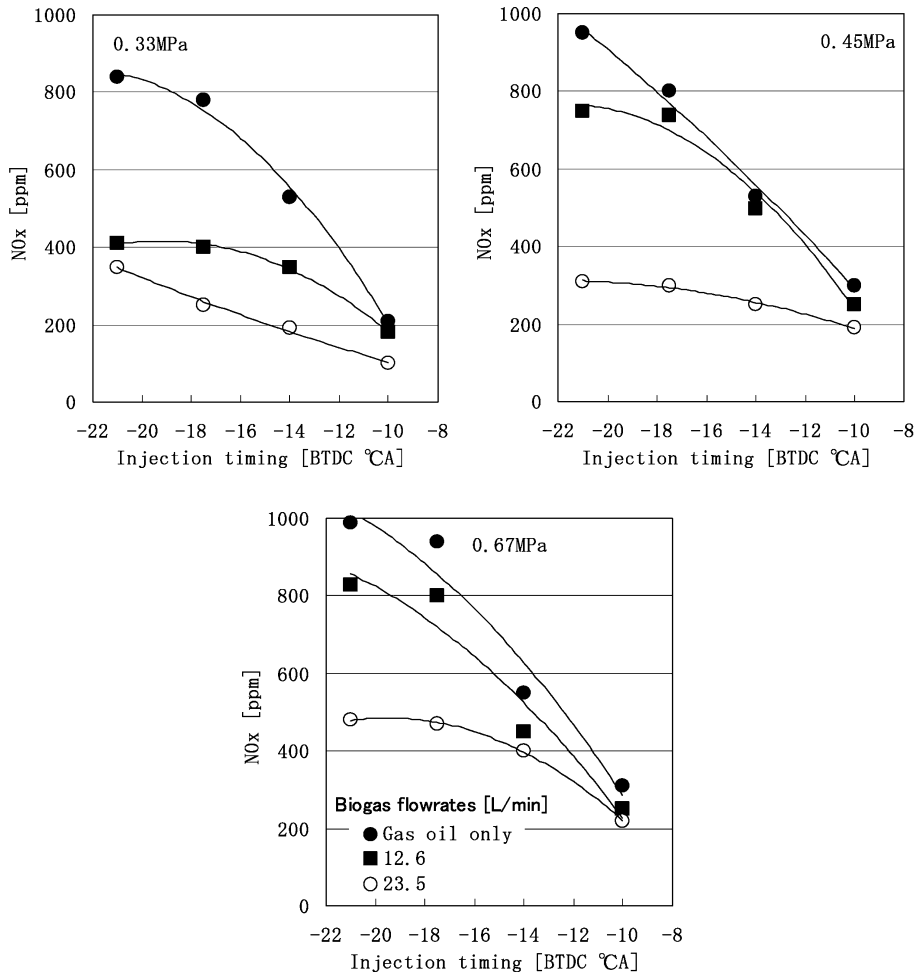 1000
0.33MPa
800
600
NOx [ppm]
400
200
0
-22 -20 -18 -16 -14 -12 -10 -8
Injection timing [BTDC ℃A]
1000
0.45MPa
800
600
NOx [ppm]
400
200
0
-22 -20 -18 -16 -14 -12 -10 -8
Injection timing [BTDC ℃A]
1000
0.67MPa
800
600
NOx [ppm]
400
Biogas flowrates [L/min]
Gas oil only
200
12.6
23.5
0
-22 -20 -18 -16 -14 -12 -10 -8
Injection timing [BTDC ℃A]